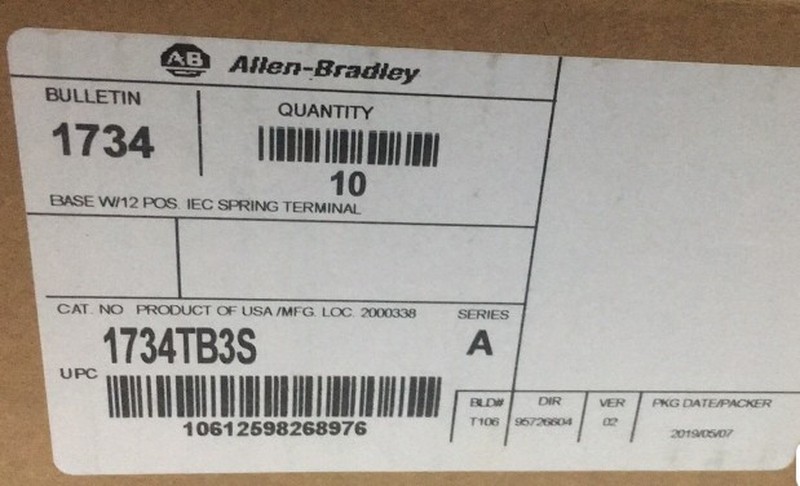 AB Allen-Bradley
BULLETIN
1734
QUANTITY
10
BASE W/12 POS. IEC SPRING TERMINAL
CAT. NO PRODUCT OF USA /MFG. LOC. 2000338
1734TB3S
SERIES
A
UPC
10612598268976
BLD# DIR VER PKG DATE/PACKER
T106 95726604 02 2019/05/07